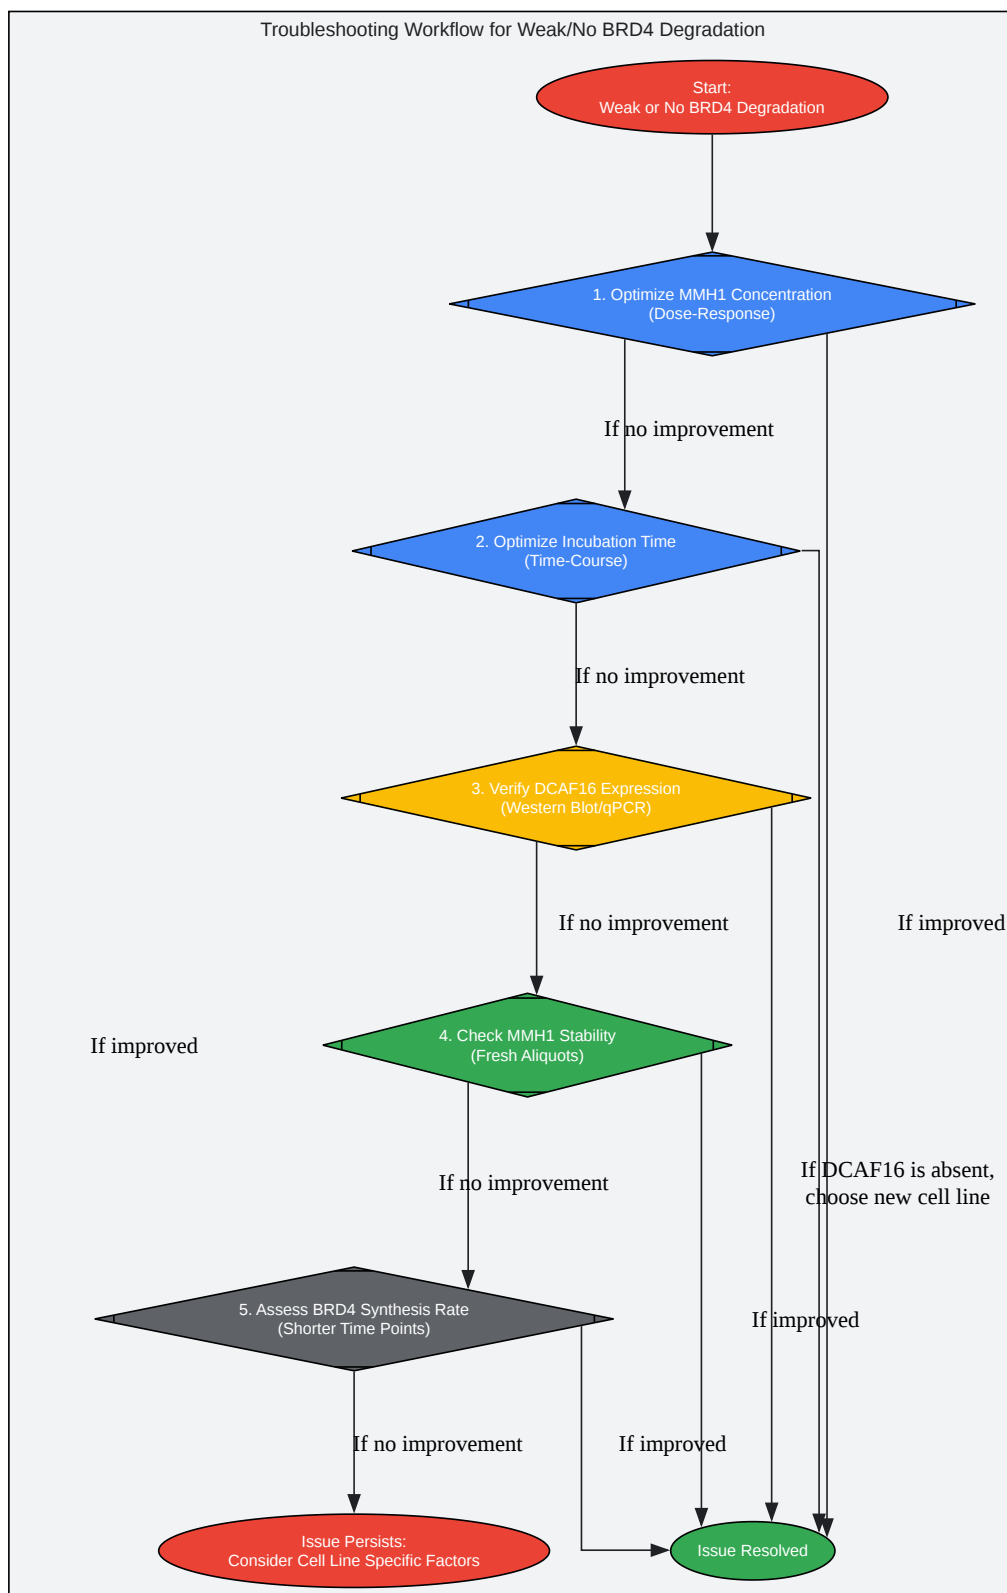 Troubleshooting Workflow for Weak/No BRD4 Degradation
Start:
Weak or No BRD4 Degradation
1. Optimize MMH1 Concentration
(Dose-Response)
If no improvement
2. Optimize Incubation Time
(Time-Course)
If no improvement
3. Verify DCAF16 Expression
(Western Blot/qPCR)
If no improvement
If improved
4. Check MMH1 Stability
(Fresh Aliquots)
If improved
If no improvement
If DCAF16 is absent,
choose new cell line
5. Assess BRD4 Synthesis Rate
(Shorter Time Points)
If improved
If no improvement
If improved
Issue Persists:
Consider Cell Line Specific Factors
Issue Resolved